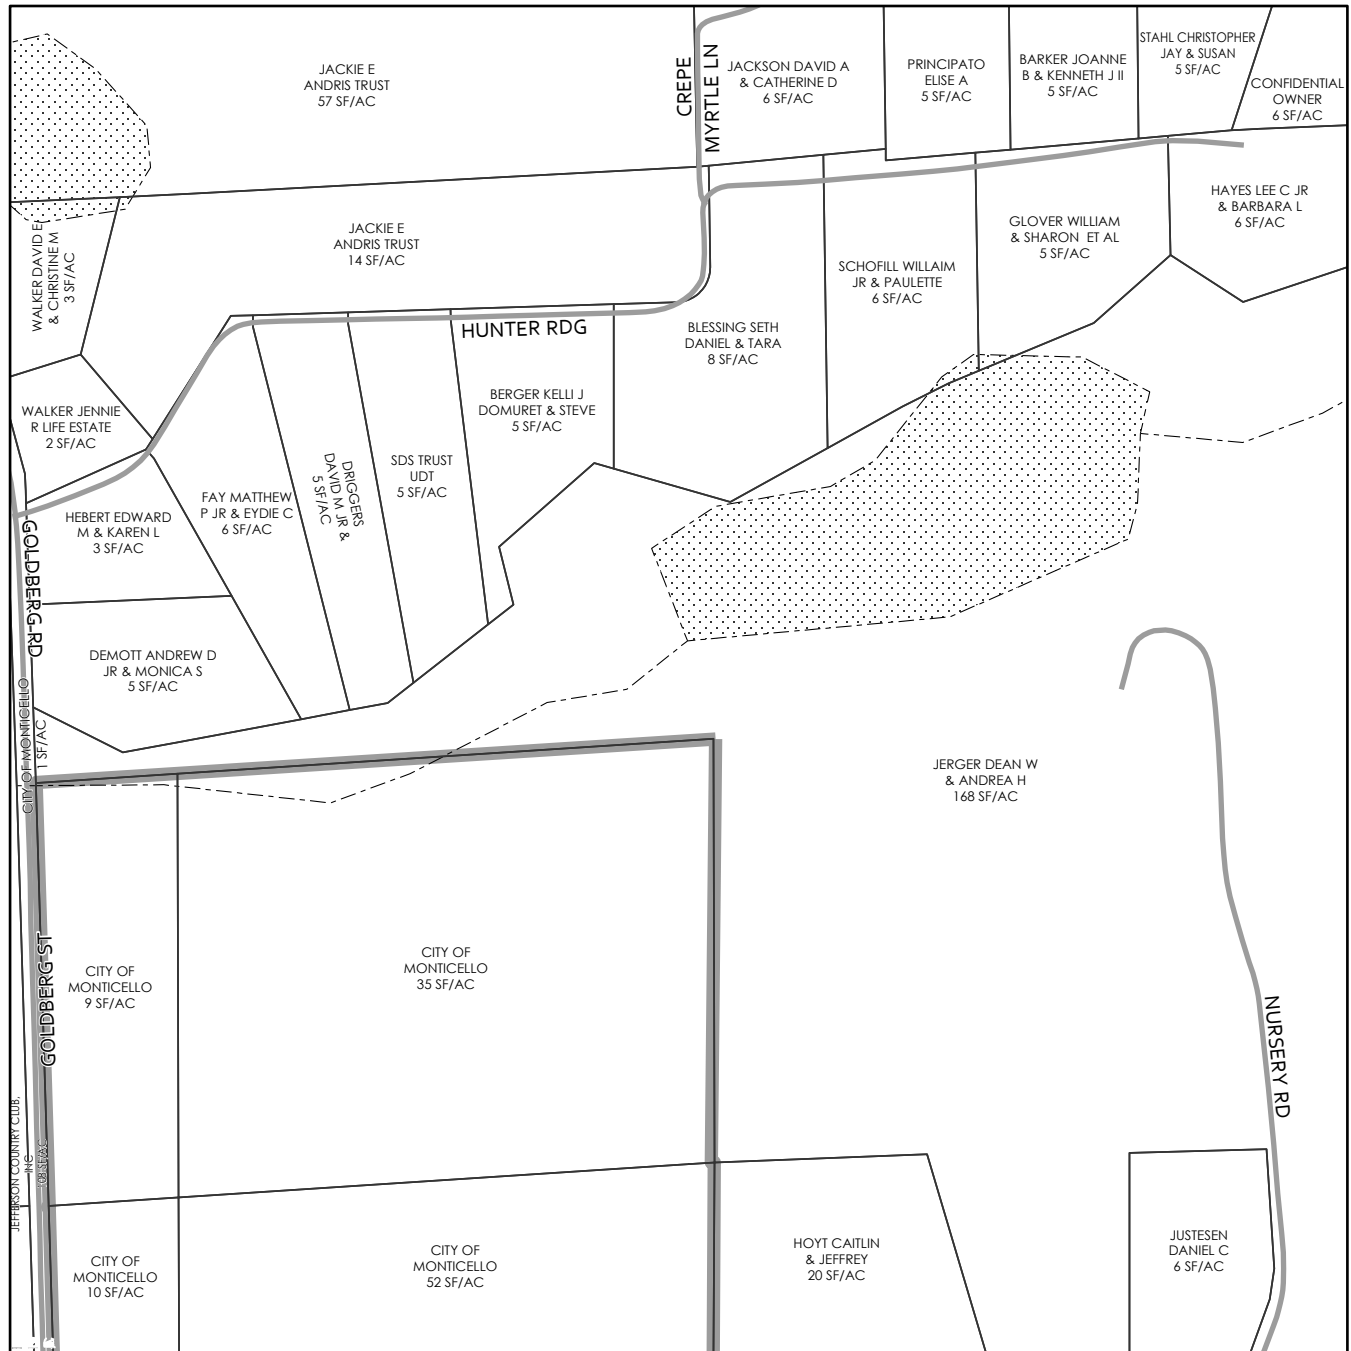 JACKIE E
ANDRIS TRUST
57 SF/AC
CREPE
MYRTLE LN
JACKSON DAVID A
& CATHERINE D
6 SF/AC
PRINCIPATO
ELISE A
5 SF/AC
BARKER JOANNE
B & KENNETH J II
5 SF/AC
STAHL CHRISTOPHER
JAY & SUSAN
5 SF/AC
CONFIDENTIAL
OWNER
6 SF/AC
WALKER DAVID E
& CHRISTINE M
3 SF/AC
JACKIE E
ANDRIS TRUST
14 SF/AC
HAYES LEE C JR
& BARBARA L
6 SF/AC
GLOVER WILLIAM
& SHARON ET AL
5 SF/AC
SCHOFILL WILLAIM
JR & PAULETTE
6 SF/AC
HUNTER RDG
BLESSING SETH
DANIEL & TARA
8 SF/AC
BERGER KELLI J
DOMURET & STEVE
5 SF/AC
WALKER JENNIE
R LIFE ESTATE
2 SF/AC
SDS TRUST
UDT
5 SF/AC
DRIGGERS
DAVID M JR &
5 SF/AC
FAY MATTHEW
P JR & EYDIE C
6 SF/AC
HEBERT EDWARD
M & KAREN L
3 SF/AC
GOLDBERG RD
DEMOTT ANDREW D
JR & MONICA S
5 SF/AC
CITY OF MONTICELLO
1 SF/AC
JERGER DEAN W
& ANDREA H
168 SF/AC
CITY OF
MONTICELLO
9 SF/AC
CITY OF
MONTICELLO
35 SF/AC
GOLDBERG ST
NURSERY RD
JEFFERSON COUNTRY CLUB,
INC
CITY OF
MONTICELLO
10 SF/AC
CITY OF
MONTICELLO
52 SF/AC
HOYT CAITLIN
& JEFFREY
20 SF/AC
JUSTESEN
DANIEL C
6 SF/AC